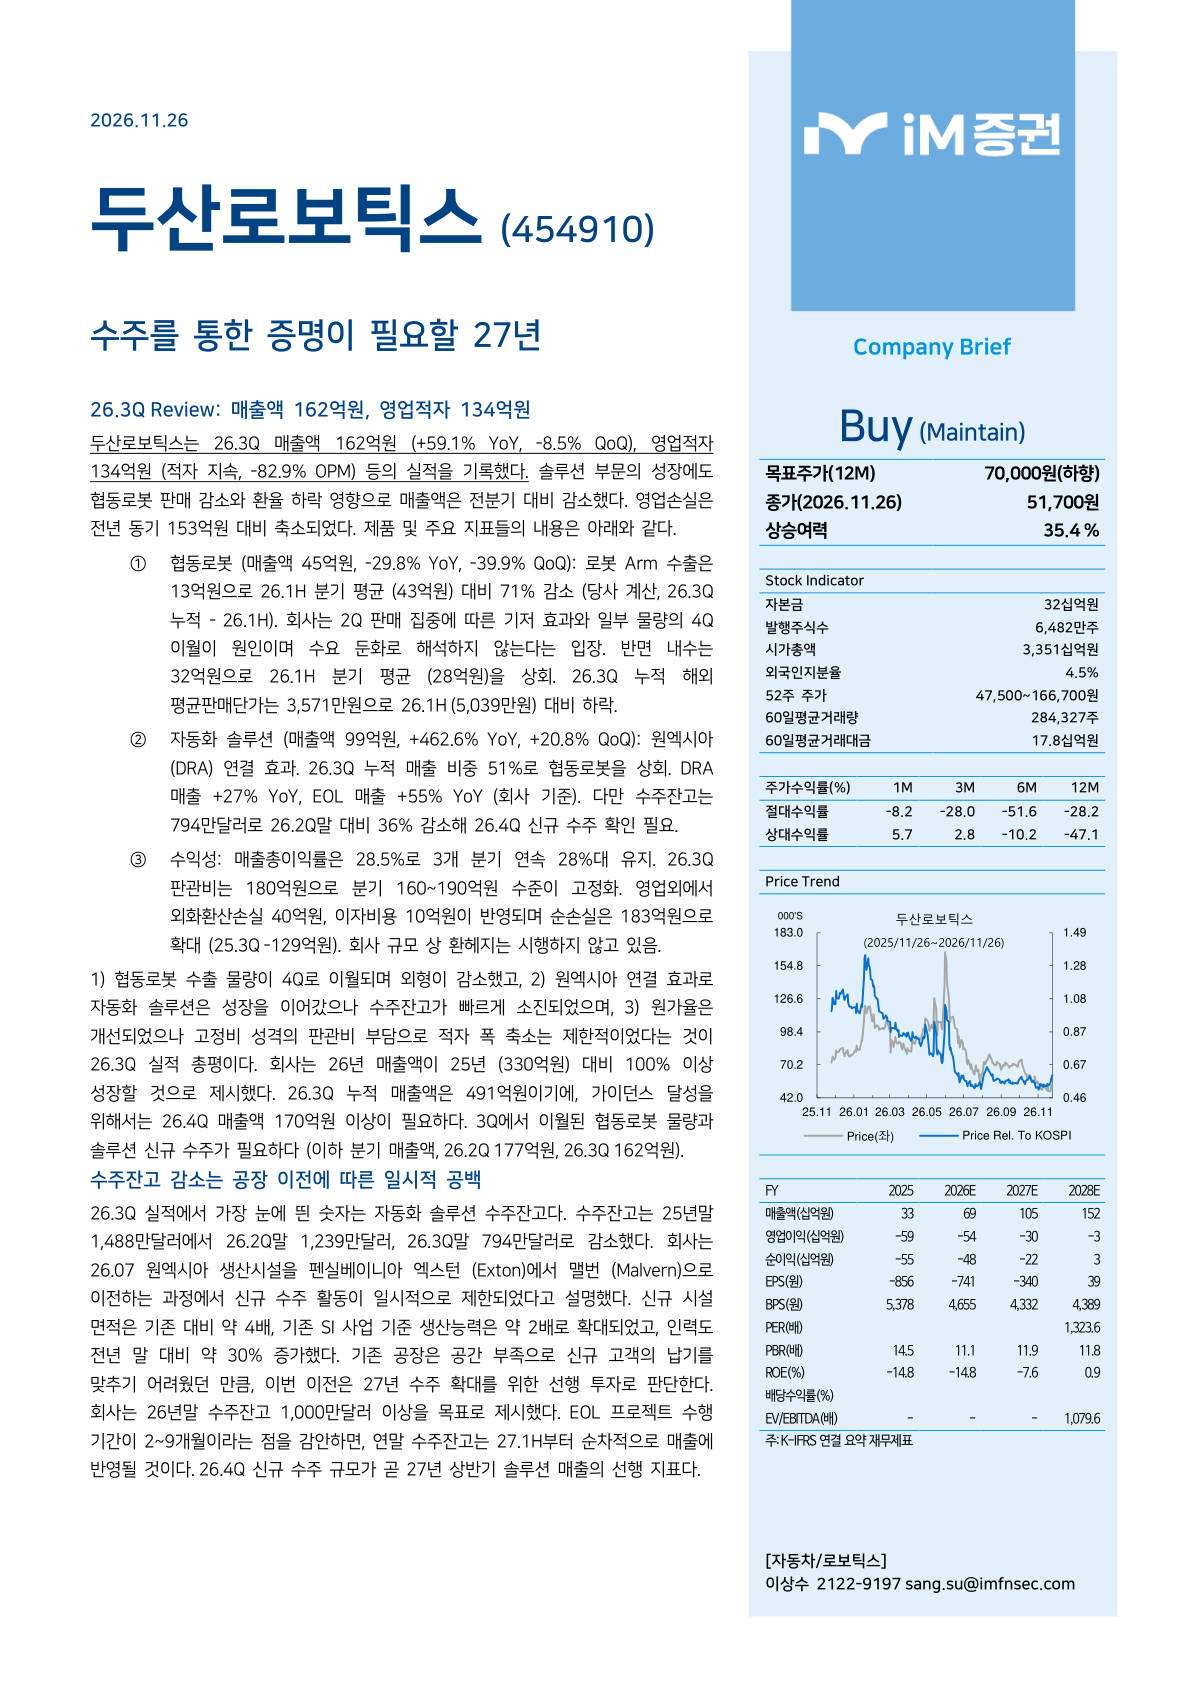 2026.11.26
두산로보틱스 (454910)
수주를 통한 증명이 필요할 27년
26.3Q Review: 매출액 162억원, 영업적자 134억원
두산로보틱스는 26.3Q 매출액 162억원 (+59.1% YoY, -8.5% QoQ), 영업적자
134억원 (적자 지속, -82.9% OPM) 등의 실적을 기록했다. 솔루션 부문의 성장에도
협동로봇 판매 감소와 환율 하락 영향으로 매출액은 전분기 대비 감소했다. 영업손실은
전년 동기 153억원 대비 축소되었다. 제품 및 주요 지표들의 내용은 아래와 같다.
① 협동로봇 (매출액 45억원, -29.8% YoY, -39.9% QoQ): 로봇 Arm 수출은
13억원으로 26.1H 분기 평균 (43억원) 대비 71% 감소 (당사 계산, 26.3Q
누적 - 26.1H). 회사는 2Q 판매 집중에 따른 기저 효과와 일부 물량의 4Q
이월이 원인이며 수요 둔화로 해석하지 않는다는 입장. 반면 내수는
32억원으로 26.1H 분기 평균 (28억원)을 상회. 26.3Q 누적 해외
평균판매단가는 3,571만원으로 26.1H (5,039만원) 대비 하락.
② 자동화 솔루션 (매출액 99억원, +462.6% YoY, +20.8% QoQ): 원엑시아
(DRA) 연결 효과. 26.3Q 누적 매출 비중 51%로 협동로봇을 상회. DRA
매출 +27% YoY, EOL 매출 +55% YoY (회사 기준). 다만 수주잔고는
794만달러로 26.2Q말 대비 36% 감소해 26.4Q 신규 수주 확인 필요.
③ 수익성: 매출총이익률은 28.5%로 3개 분기 연속 28%대 유지. 26.3Q
판관비는 180억원으로 분기 160~190억원 수준이 고정화. 영업외에서
외화환산손실 40억원, 이자비용 10억원이 반영되며 순손실은 183억원으로
확대 (25.3Q -129억원). 회사 규모 상 환헤지는 시행하지 않고 있음.
1) 협동로봇 수출 물량이 4Q로 이월되며 외형이 감소했고, 2) 원엑시아 연결 효과로
자동화 솔루션은 성장을 이어갔으나 수주잔고가 빠르게 소진되었으며, 3) 원가율은
개선되었으나 고정비 성격의 판관비 부담으로 적자 폭 축소는 제한적이었다는 것이
26.3Q 실적 총평이다. 회사는 26년 매출액이 25년 (330억원) 대비 100% 이상
성장할 것으로 제시했다. 26.3Q 누적 매출액은 491억원이기에, 가이던스 달성을
위해서는 26.4Q 매출액 170억원 이상이 필요하다. 3Q에서 이월된 협동로봇 물량과
솔루션 신규 수주가 필요하다 (이하 분기 매출액, 26.2Q 177억원, 26.3Q 162억원).
수주잔고 감소는 공장 이전에 따른 일시적 공백
26.3Q 실적에서 가장 눈에 띈 숫자는 자동화 솔루션 수주잔고다. 수주잔고는 25년말
1,488만달러에서 26.2Q말 1,239만달러, 26.3Q말 794만달러로 감소했다. 회사는
26.07 원엑시아 생산시설을 펜실베이니아 엑스턴 (Exton)에서 맬번 (Malvern)으로
이전하는 과정에서 신규 수주 활동이 일시적으로 제한되었다고 설명했다. 신규 시설
면적은 기존 대비 약 4배, 기존 SI 사업 기준 생산능력은 약 2배로 확대되었고, 인력도
전년 말 대비 약 30% 증가했다. 기존 공장은 공간 부족으로 신규 고객의 납기를
맞추기 어려웠던 만큼, 이번 이전은 27년 수주 확대를 위한 선행 투자로 판단한다.
회사는 26년말 수주잔고 1,000만달러 이상을 목표로 제시했다. EOL 프로젝트 수행
기간이 2~9개월이라는 점을 감안하면, 연말 수주잔고는 27.1H부터 순차적으로 매출에
반영될 것이다. 26.4Q 신규 수주 규모가 곧 27년 상반기 솔루션 매출의 선행 지표다.
iM증권
Company Brief
Buy (Maintain)
목표주가(12M) 70,000원(하향)
종가(2026.11.26) 51,700원
상승여력 35.4 %
Stock Indicator
자본금 32십억원
발행주식수 6,482만주
시가총액 3,351십억원
외국인지분율 4.5%
52주 주가 47,500~166,700원
60일평균거래량 284,327주
60일평균거래대금 17.8십억원
주가수익률(%) 1M 3M 6M 12M
절대수익률 -8.2 -28.0 -51.6 -28.2
상대수익률 5.7 2.8 -10.2 -47.1
Price Trend
000'S 두산로보틱스
183.0 (2025/11/26~2026/11/26) 1.49
154.8 1.28
126.6 1.08
98.4 0.87
70.2 0.67
42.0 0.46
25.11 26.01 26.03 26.05 26.07 26.09 26.11
Price(좌) Price Rel. To KOSPI
FY 2025 2026E 2027E 2028E
매출액(십억원) 33 69 105 152
영업이익(십억원) -59 -54 -30 -3
순이익(십억원) -55 -48 -22 3
EPS(원) -856 -741 -340 39
BPS(원) 5,378 4,655 4,332 4,389
PER(배) 1,323.6
PBR(배) 14.5 11.1 11.9 11.8
ROE(%) -14.8 -14.8 -7.6 0.9
배당수익률(%)
EV/EBITDA(배) - - - 1,079.6
주: K-IFRS 연결 요약 재무제표
[자동차/로보틱스]
이상수 2122-9197 sang.su@imfnsec.com